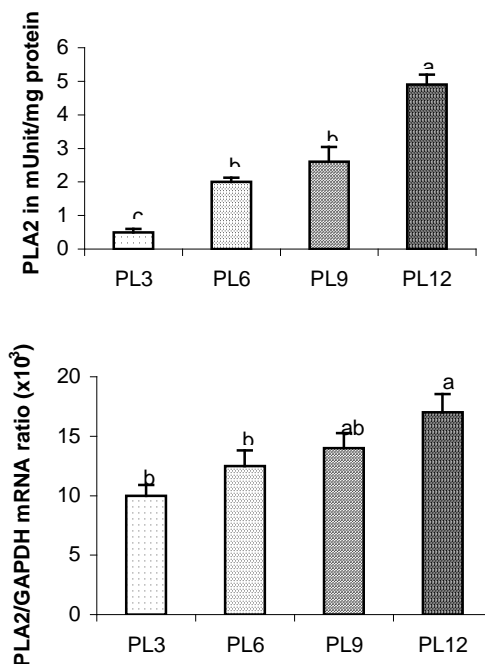 PLA2 in mUnit/mg protein
6
5
4
3
2
1
0
c
b
b
a
PL3 PL6 PL9 PL12
PLA2/GAPDH mRNA ratio (x10³)
20
15
10
5
0
b
b
ab
a
PL3 PL6 PL9 PL12